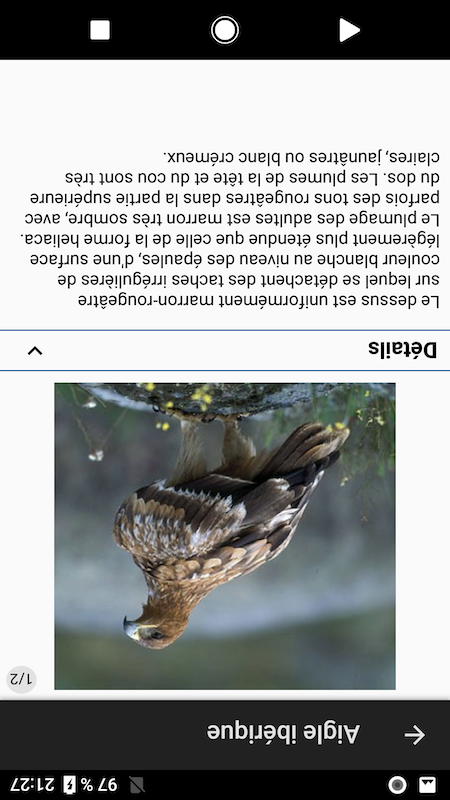 97 % 21:27
Aigle ibérique
1/2
Détails
Le dessus est uniformément marron-rougeâtre
sur lequel se détachent des taches irrégulières de
couleur blanche au niveau des épaules, d'une surface
légèrement plus étendue que celle de la forme heliaca.
Le plumage des adultes est marron très sombre, avec
parfois des tons rougeâtres dans la partie supérieure
du dos. Les plumes de la tête et du cou sont très
claires, jaunâtres ou blanc crémeux.